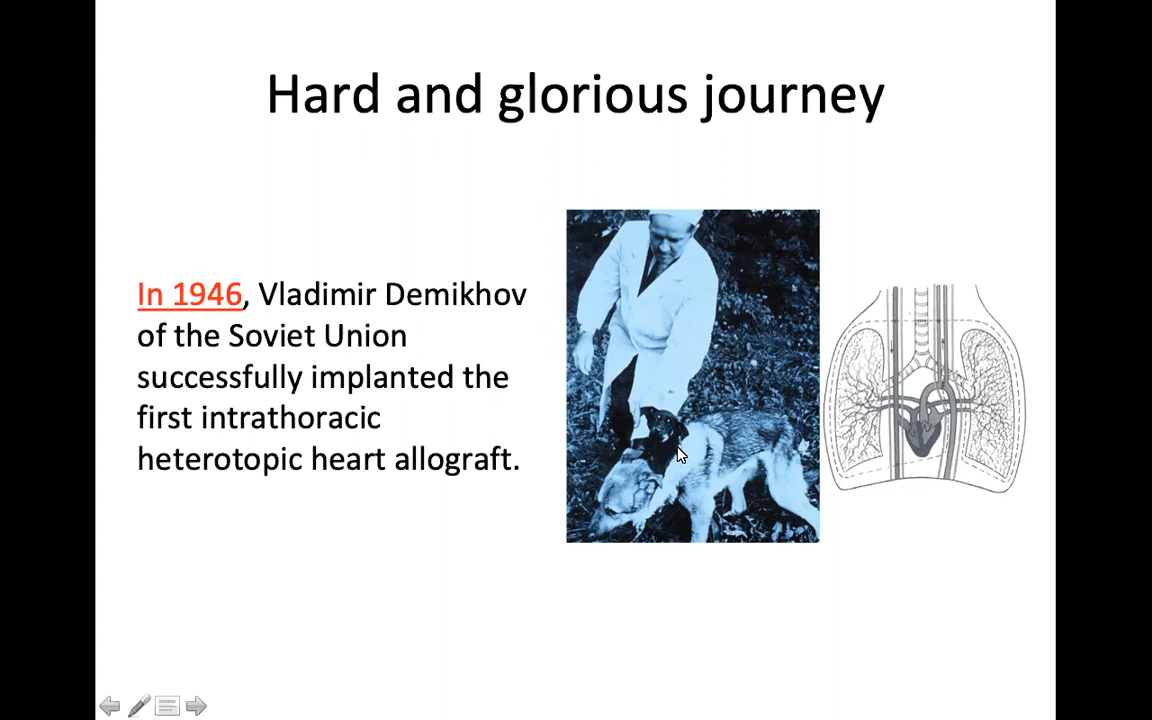 Hard and glorious journey
In 1946, Vladimir Demikhov
of the Soviet Union
successfully implanted the
first intrathoracic
heterotopic heart allograft.